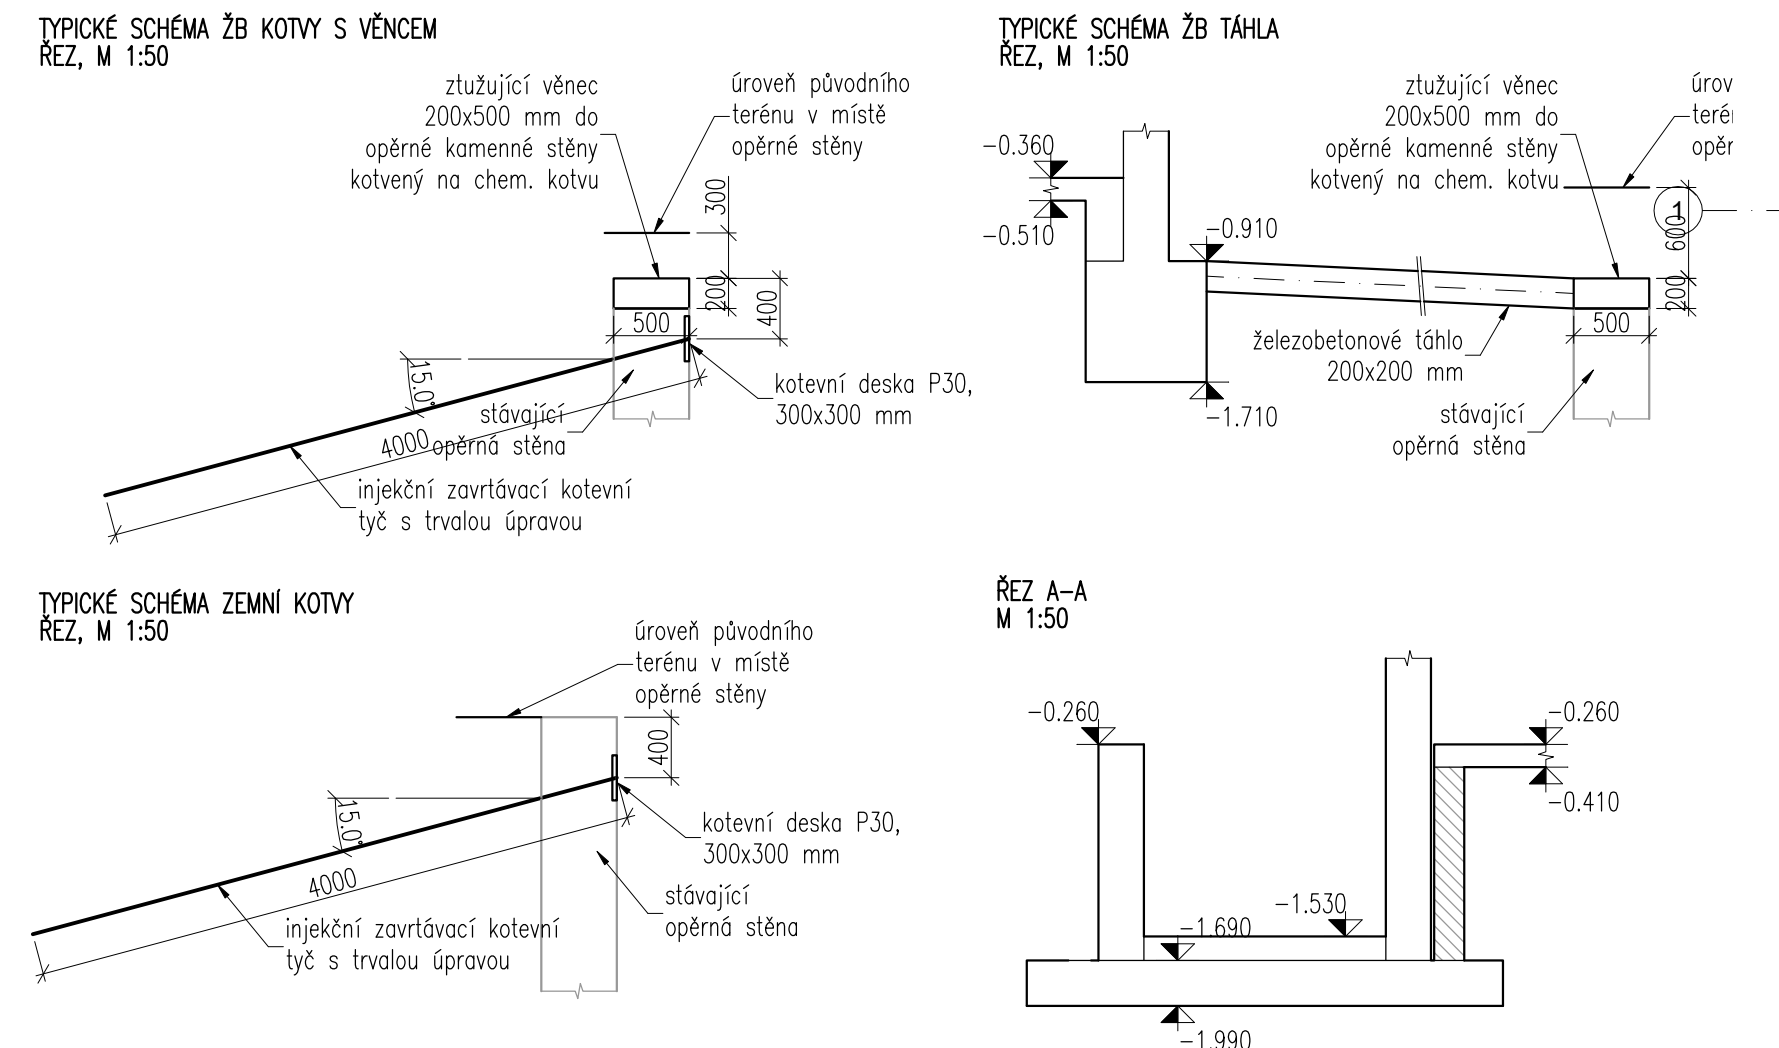 TYPICKÉ SCHÉMA ŽB KOTVY S VĚNCEM
ŘEZ, M 1:50
ztužující věnec
200x500 mm do
opěrné kamenné stěny
kotvený na chem. kotvu
úroveň původního
terénu v místě
opěrné stěny
300
200
400
500
15.0°
4000
stávající
opěrná stěna
kotevní deska P30,
300x300 mm
injekční zavrtávací kotevní
tyč s trvalou úpravou
TYPICKÉ SCHÉMA ŽB TÁHLA
ŘEZ, M 1:50
ztužující věnec
200x500 mm do
opěrné kamenné stěny
kotvený na chem. kotvu
úrov
terén
opěr
-0.360
-0.510
-0.910
-1.710
1
600
200
500
železobetonové táhlo
200x200 mm
stávající
opěrná stěna
TYPICKÉ SCHÉMA ZEMNÍ KOTVY
ŘEZ, M 1:50
úroveň původního
terénu v místě
opěrné stěny
400
15.0°
4000
kotevní deska P30,
300x300 mm
stávající
opěrná stěna
injekční zavrtávací kotevní
tyč s trvalou úpravou
ŘEZ A-A
M 1:50
-0.260
-0.260
-0.410
-1.530
-1.690
-1.990